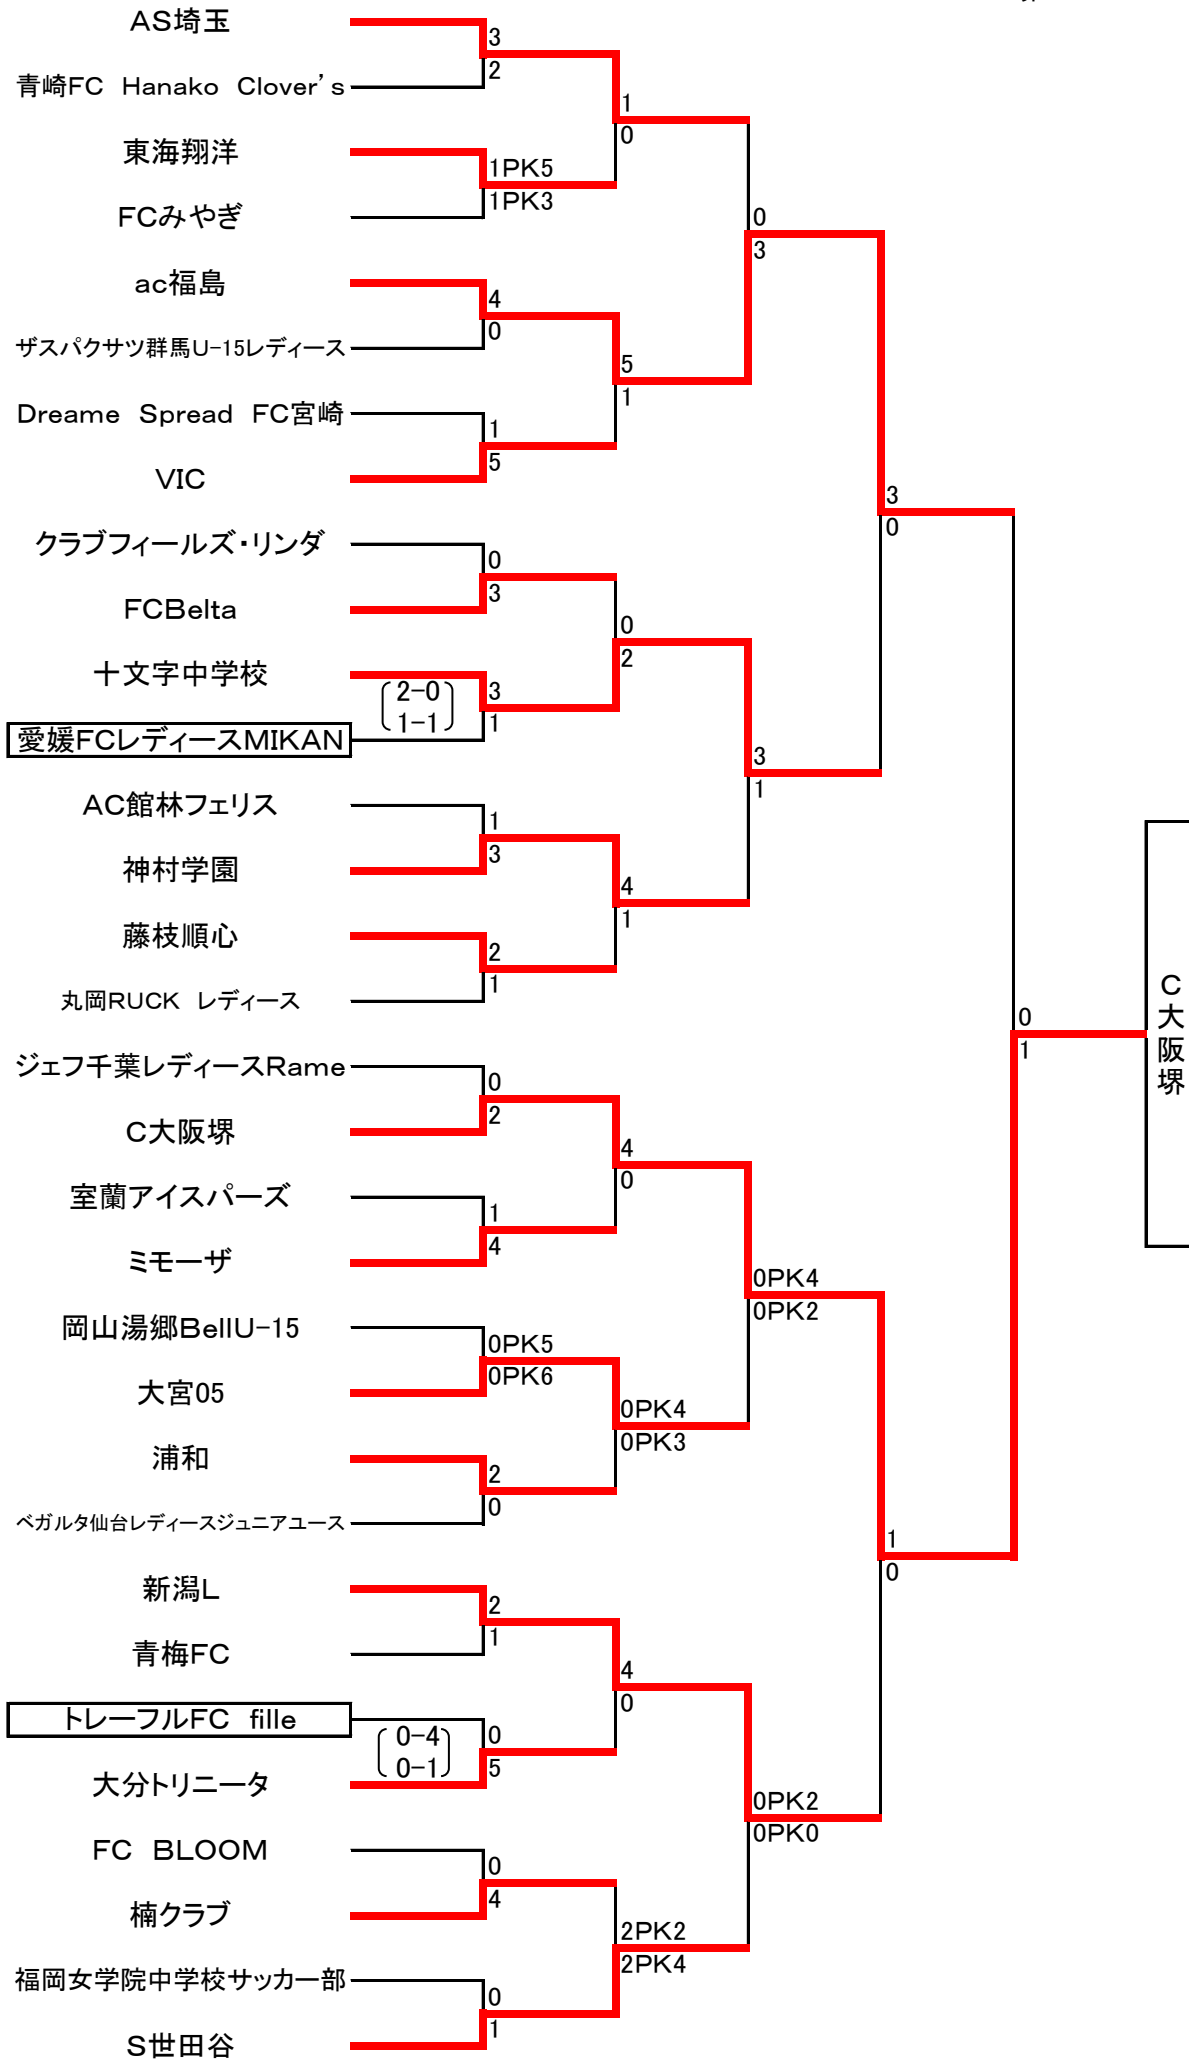 AS埼玉
3
2
青崎FC　Hanako　Clover's
1
0
東海翔洋
1PK5
1PK3
FCみやぎ
0
3
ac福島
4
0
ザスパクサツ群馬U-15レディース
5
1
Dreame　Spread　FC宮崎
1
5
VIC
3
0
クラブフィールズ・リンダ
0
3
FCBelta
0
2
十文字中学校
2-0
1-1
3
1
愛媛FCレディースMIKAN
3
1
AC館林フェリス
1
3
神村学園
4
1
藤枝順心
2
1
丸岡RUCK　レディース
C大阪堺
0
1
ジェフ千葉レディースRame
0
2
C大阪堺
4
0
室蘭アイスパーズ
1
4
ミモーザ
0PK4
0PK2
岡山湯郷BellU-15
0PK5
0PK6
大宮05
0PK4
0PK3
浦和
2
0
ベガルタ仙台レディースジュニアユース
1
0
新潟L
2
1
青梅FC
4
0
トレーフルFC　fille
0-4
0-1
0
5
大分トリニータ
0PK2
0PK0
FC　BLOOM
0
4
楠クラブ
2PK2
2PK4
福岡女学院中学校サッカー部
0
1
S世田谷